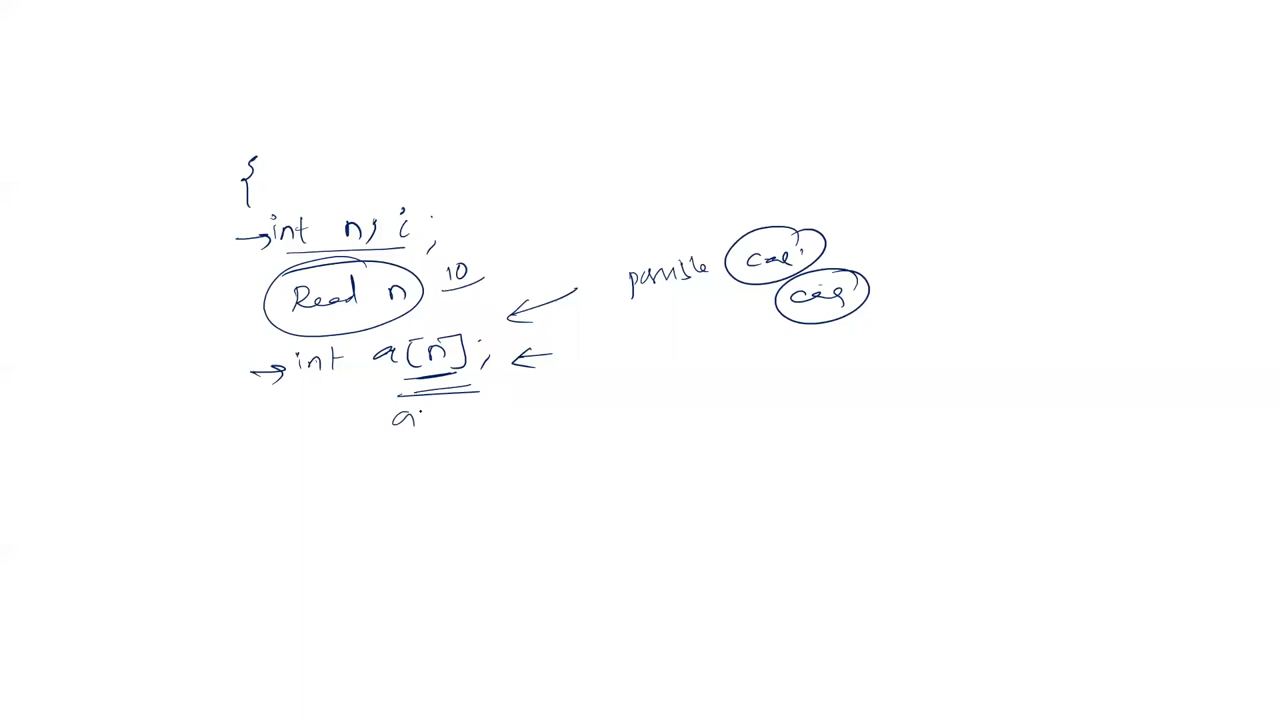 {
int n, i ;
Read n 10
possible
int a[n] ;
a